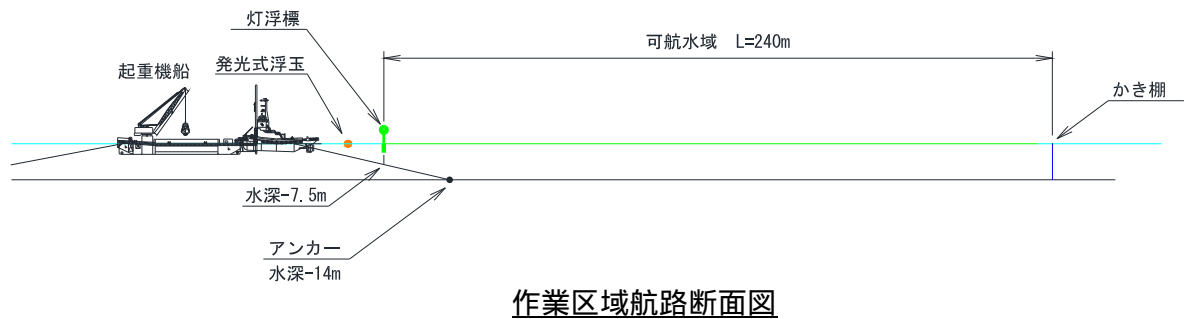 灯浮標
可航水域 L=240m
起重機船
発光式浮玉
かき棚
水深-7.5m
アンカー
水深-14m
作業区域航路断面図